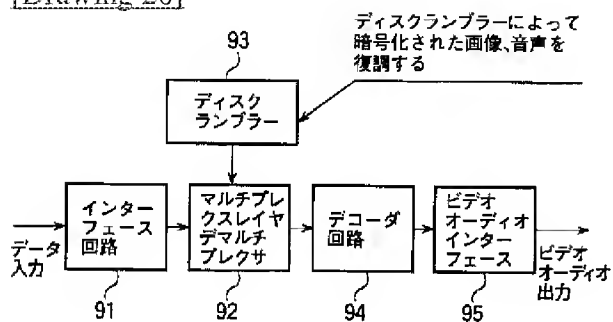 [Drawing 20]
ディスクランブラーによって
暗号化された画像、音声を
復調する
93
ディスク
ランブラー
インター
フェース
回路
マルチプレ
クスレイヤ
デマルチ
プレクサ
デコーダ
回路
ビデオ
オーディオ
インター
フェース
データ
入力
ビデオ
オーディオ
出力
91
92
94
95